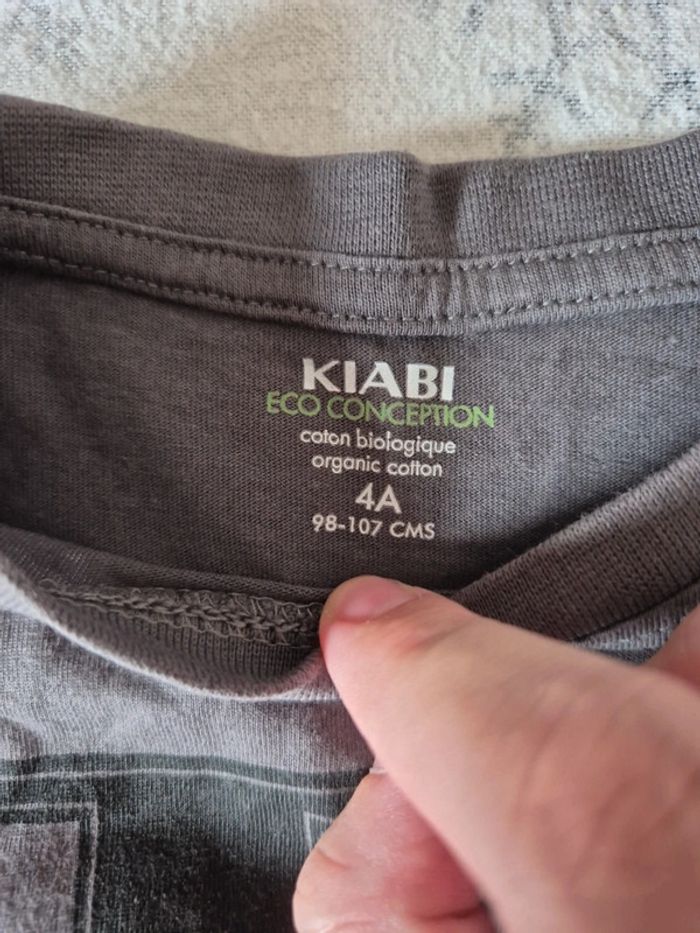 KIABI
ECO CONCEPTION
coton biologique
organic cotton
4A
98-107 CMS